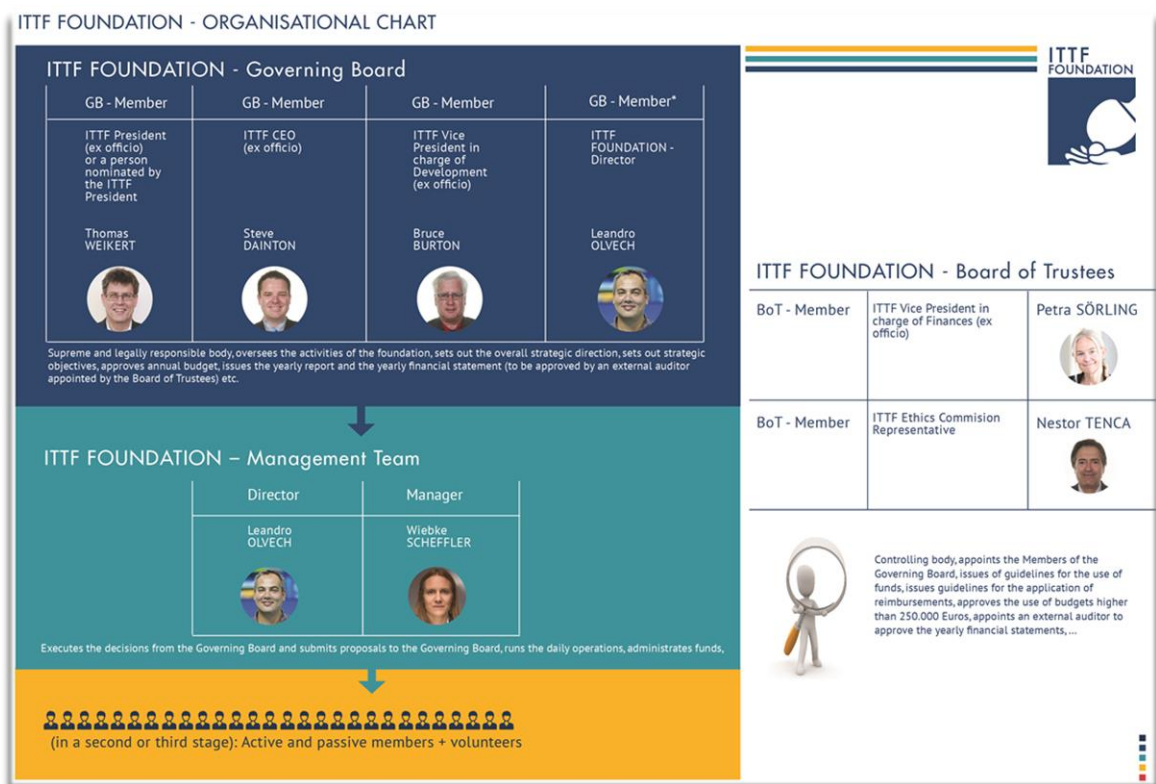 ITTF FOUNDATION - ORGANISATIONAL CHART
ITTF FOUNDATION - Governing Board
GB - Member
GB - Member
GB - Member
GB - Member*
ITTF President
(ex officio)
or a person
nominated by
the ITTF
President
ITTF CEO
(ex officio)
ITTF Vice
President in
charge of
Development
(ex officio)
ITTF
FOUNDATION -
Director
Thomas
WEIKERT
Steve
DAINTON
Bruce
BURTON
Leandro
OLVECH
Supreme and legally responsible body, oversees the activities of the foundation, sets out the overall strategic direction, sets out strategic
objectives, approves annual budget, issues the yearly report and the yearly financial statement (to be approved by an external auditor
appointed by the Board of Trustees) etc.
ITTF FOUNDATION – Management Team
Director
Manager
Leandro
OLVECH
Wiebke
SCHEFFLER
Executes the decisions from the Governing Board and submits proposals to the Governing Board, runs the daily operations, administrates funds,
(in a second or third stage): Active and passive members + volunteers
ITTF
FOUNDATION
ITTF FOUNDATION - Board of Trustees
BoT - Member
ITTF Vice President in
charge of Finances (ex
officio)
Petra SÖRLING
BoT - Member
ITTF Ethics Commision
Representative
Nestor TENCA
Controlling body, appoints the Members of the
Governing Board, issues of guidelines for the use of
funds, issues guidelines for the application of
reimbursements, approves the use of budgets higher
than 250.000 Euros, appoints an external auditor to
approve the yearly financial statements, ...